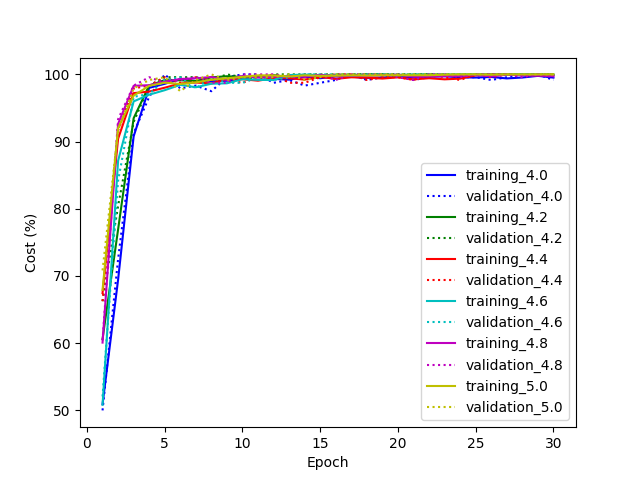 100
90
80
70
60
50
Cost (%)
0
5
10
15
20
25
30
Epoch
training_4.0
validation_4.0
training_4.2
validation_4.2
training_4.4
validation_4.4
training_4.6
validation_4.6
training_4.8
validation_4.8
training_5.0
validation_5.0